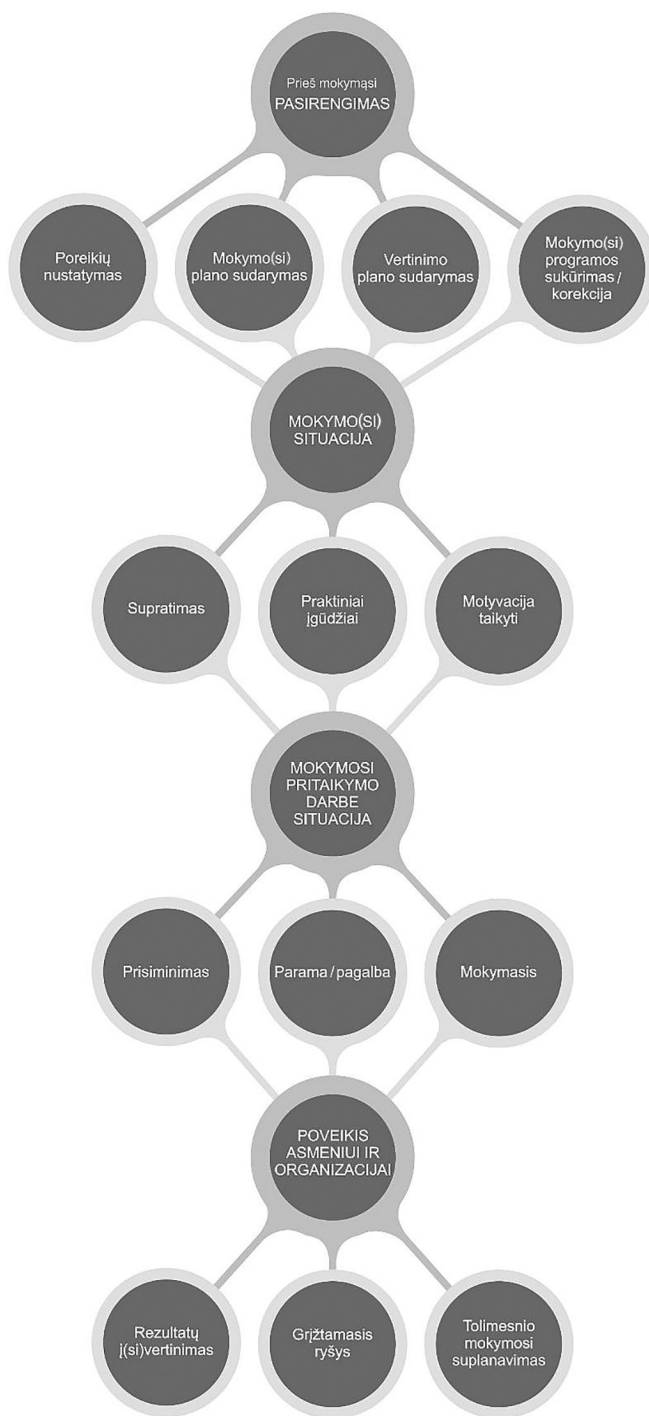 Prieš mokymąsi
PASIRENGIMAS
Poreikių
nustatymas
Mokymo(si)
plano sudarymas
Vertinimo
plano sudarymas
Mokymo(si)
programos
sukūrimas /
korekcija
MOKYMO(SI)
SITUACIJA
Supratimas
Praktiniai
įgūdžiai
Motyvacija
taikyti
MOKYMOSI
PRITAIKYMO
DARBE
SITUACIJA
Prisiminimas
Parama / pagalba
Mokymasis
POVEIKIS
ASMENIUI IR
ORGANIZACIJAI
Rezultatų
į(si)vertinimas
Grįžtamasis
ryšys
Tolimesnio
mokymosi
suplanavimas